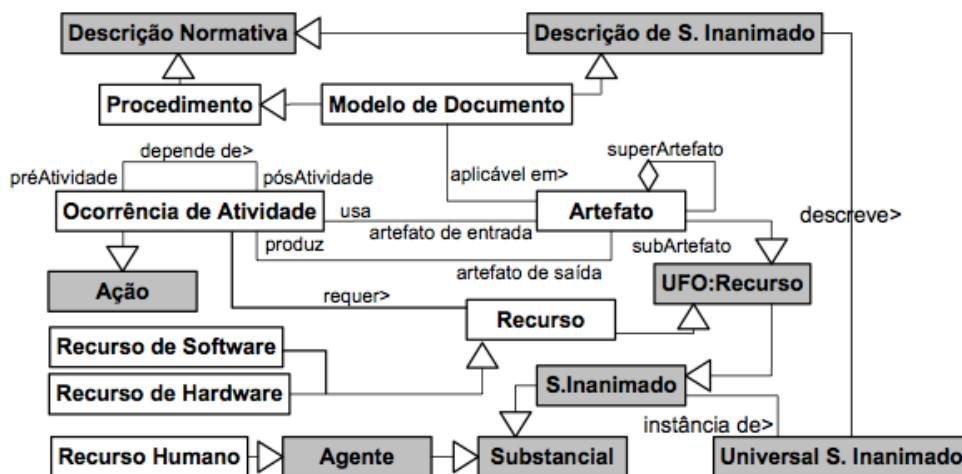 Descrição Normativa
Descrição de S. Inanimado
Procedimento
Modelo de Documento
depende de>
superArtefato
préAtividade
pósAtividade
aplicável em>
Ocorrência de Atividade
usa
Artefato
descreve>
produz
artefato de entrada
subArtefato
artefato de saída
Ação
UFO:Recurso
requer>
Recurso
Recurso de Software
Recurso de Hardware
S.Inanimado
instância de>
Recurso Humano
Agente
Substancial
Universal S. Inanimado